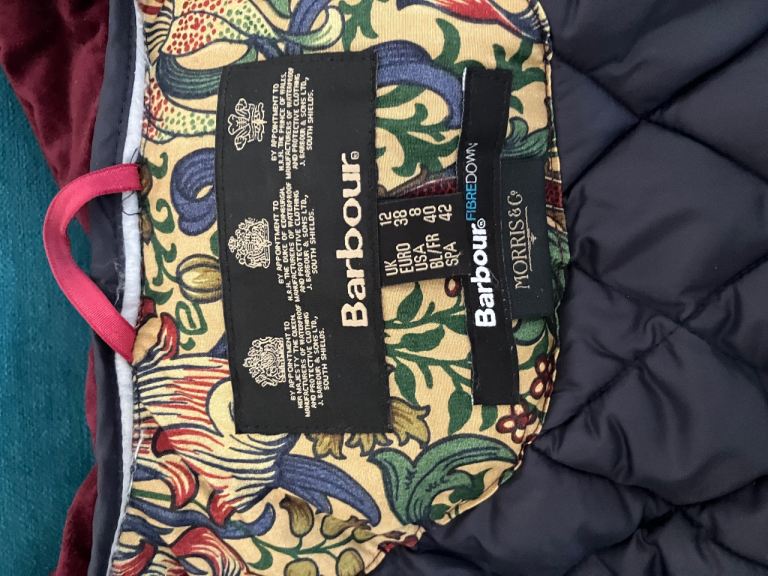 BY APPOINTMENT TO
HER MAJESTY THE QUEEN,
MANUFACTURERS OF WATERPROOF
AND PROTECTIVE CLOTHING
J. BARBOUR & SONS LTD.,
SOUTH SHIELDS.
BY APPOINTMENT TO
H.R.H. THE DUKE OF EDINBURGH,
MANUFACTURERS OF WATERPROOF
AND PROTECTIVE CLOTHING
J. BARBOUR & SONS LTD.,
SOUTH SHIELDS.
BY APPOINTMENT TO
H.R.H. THE PRINCE OF WALES,
MANUFACTURERS OF WATERPROOF
AND PROTECTIVE CLOTHING
J. BARBOUR & SONS LTD.,
SOUTH SHIELDS.
Barbour®
UK 12
EURO 38
USA 8
BL/FR 40
SPA 42
Barbour® FIBREDOWN
MORRIS & Co